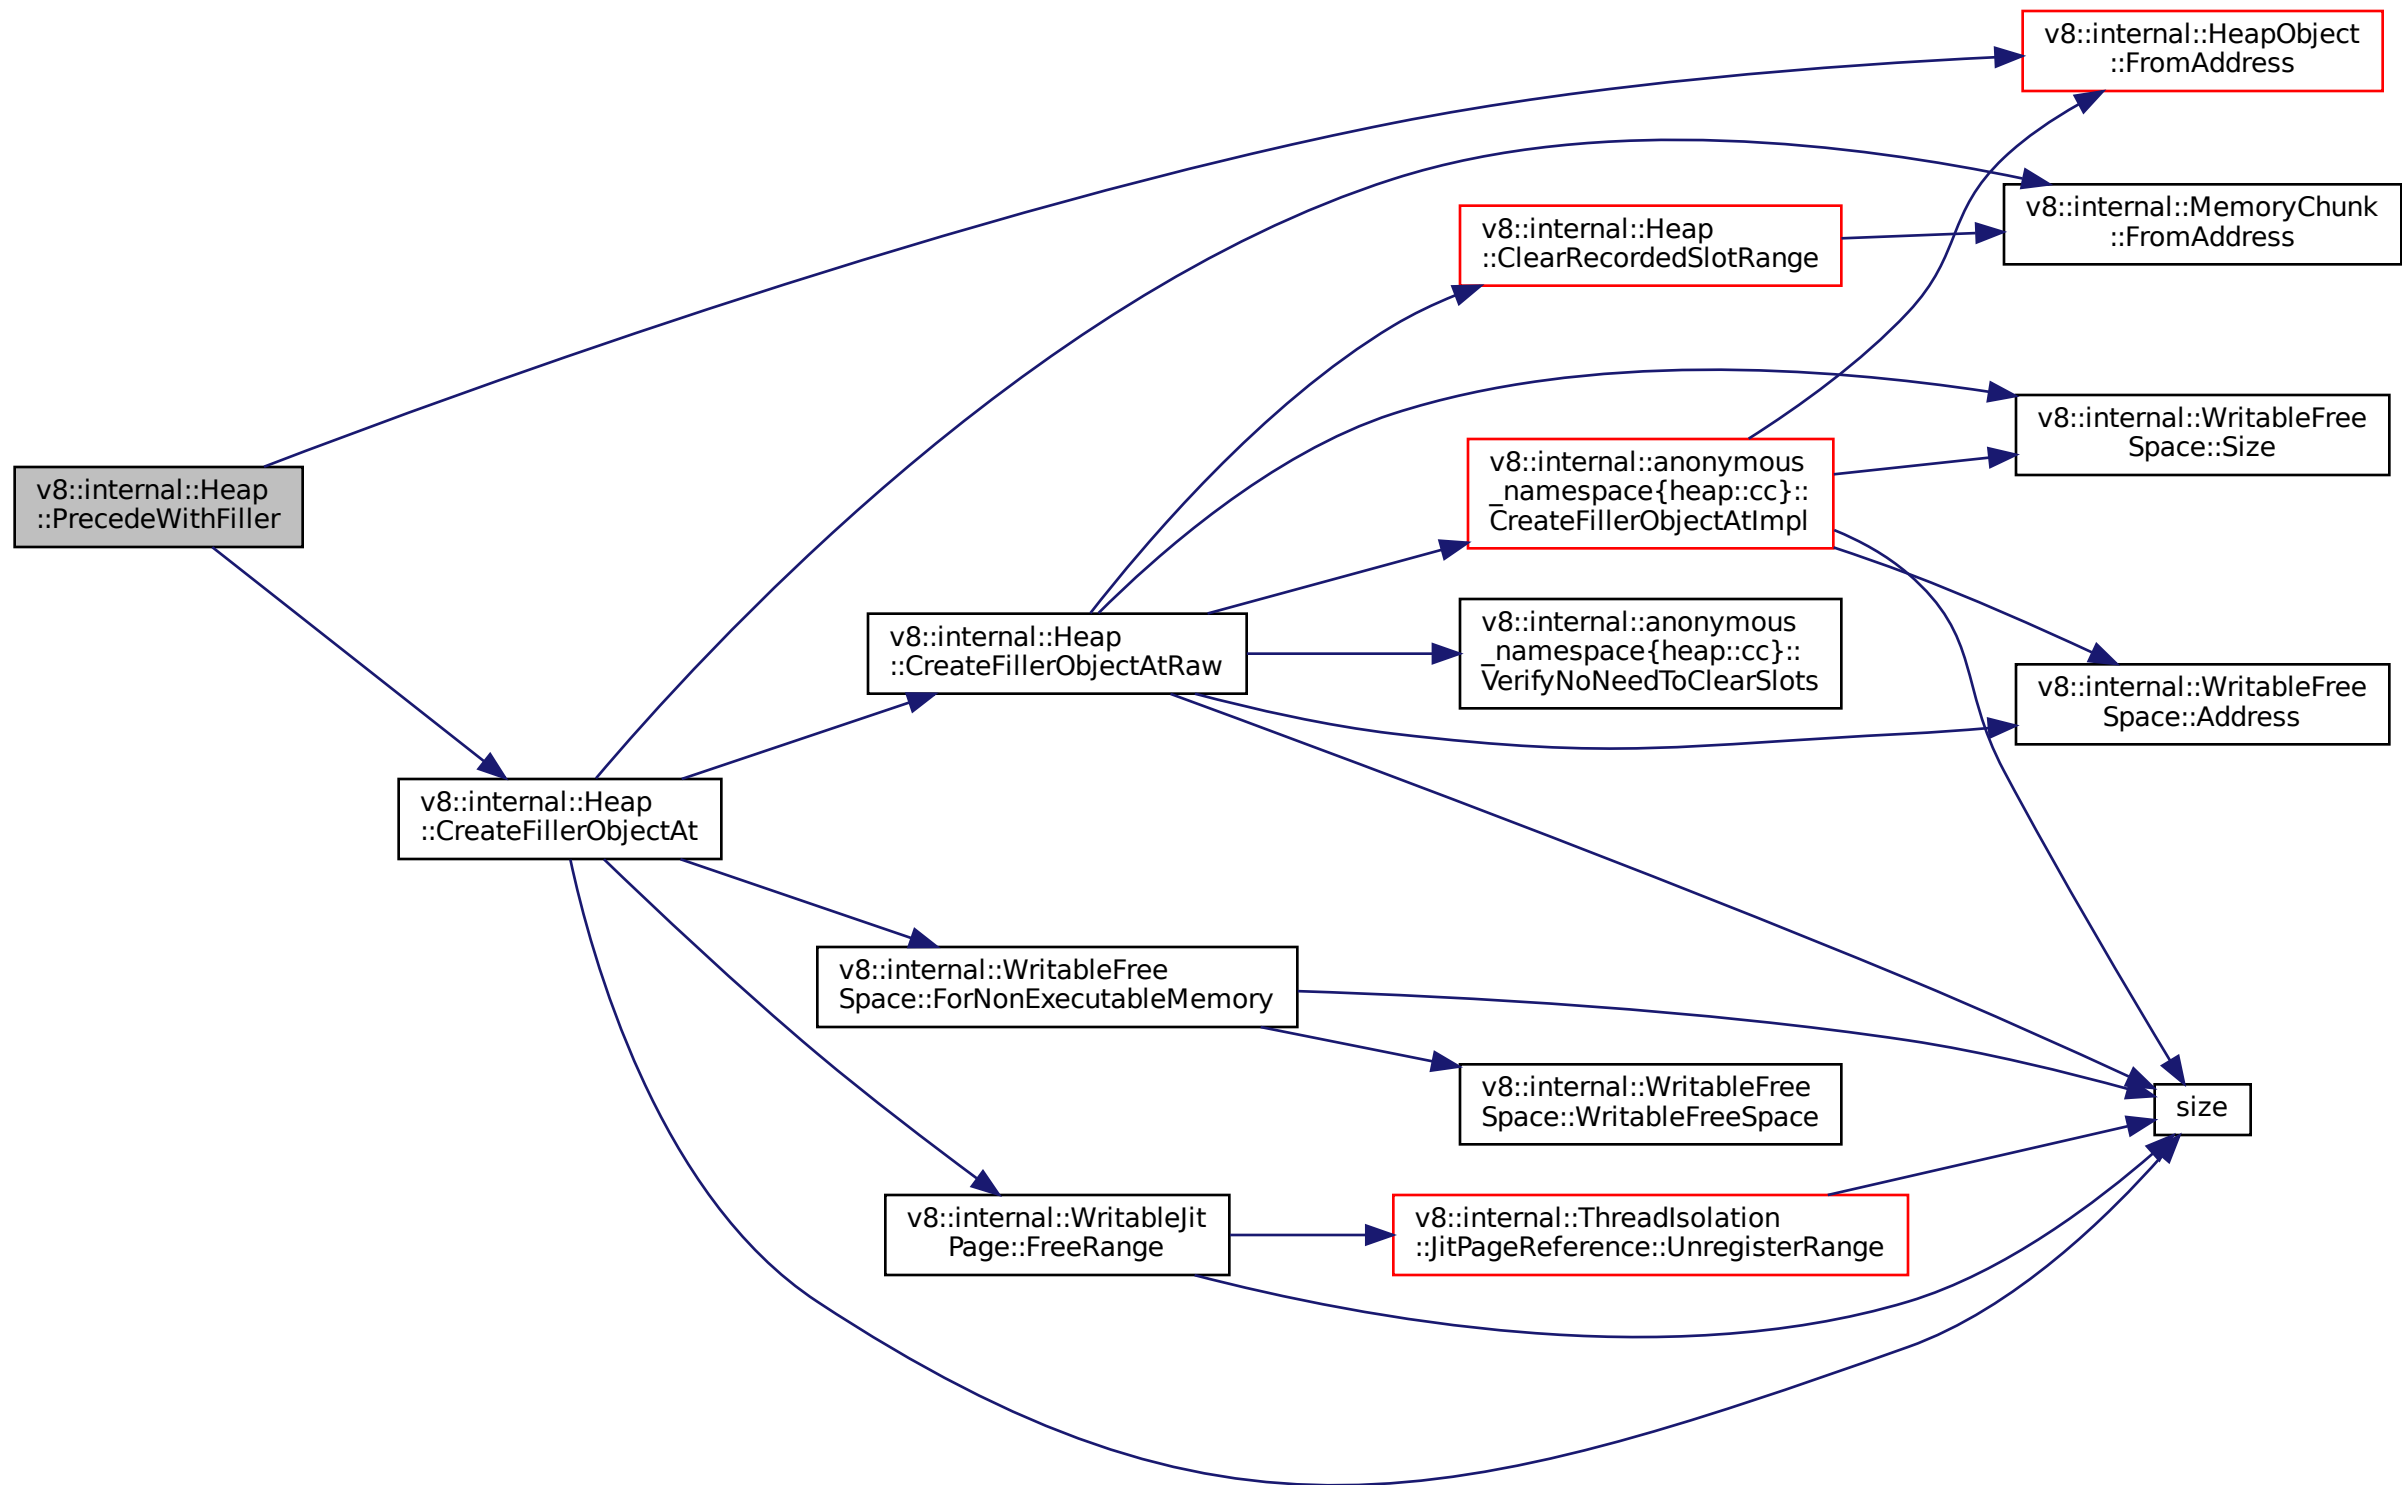 v8::internal::HeapObject
::FromAddress
v8::internal::MemoryChunk
::FromAddress
v8::internal::Heap
::ClearRecordedSlotRange
v8::internal::WritableFree
Space::Size
v8::internal::anonymous
_namespace{heap::cc}::
CreateFillerObjectAtImpl
v8::internal::Heap
::PrecedeWithFiller
v8::internal::Heap
::CreateFillerObjectAtRaw
v8::internal::anonymous
_namespace{heap::cc}::
VerifyNoNeedToClearSlots
v8::internal::WritableFree
Space::Address
v8::internal::Heap
::CreateFillerObjectAt
v8::internal::WritableFree
Space::ForNonExecutableMemory
v8::internal::WritableFree
Space::WritableFreeSpace
size
v8::internal::WritableJit
Page::FreeRange
v8::internal::ThreadIsolation
::JitPageReference::UnregisterRange